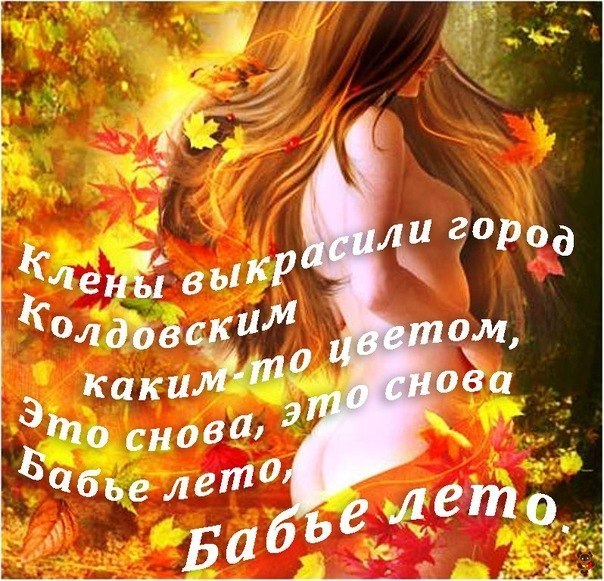 Клены выкрасили город
Колдовским
каким-то цветом,
Это снова, это снова
Бабье лето,
Бабье лето.